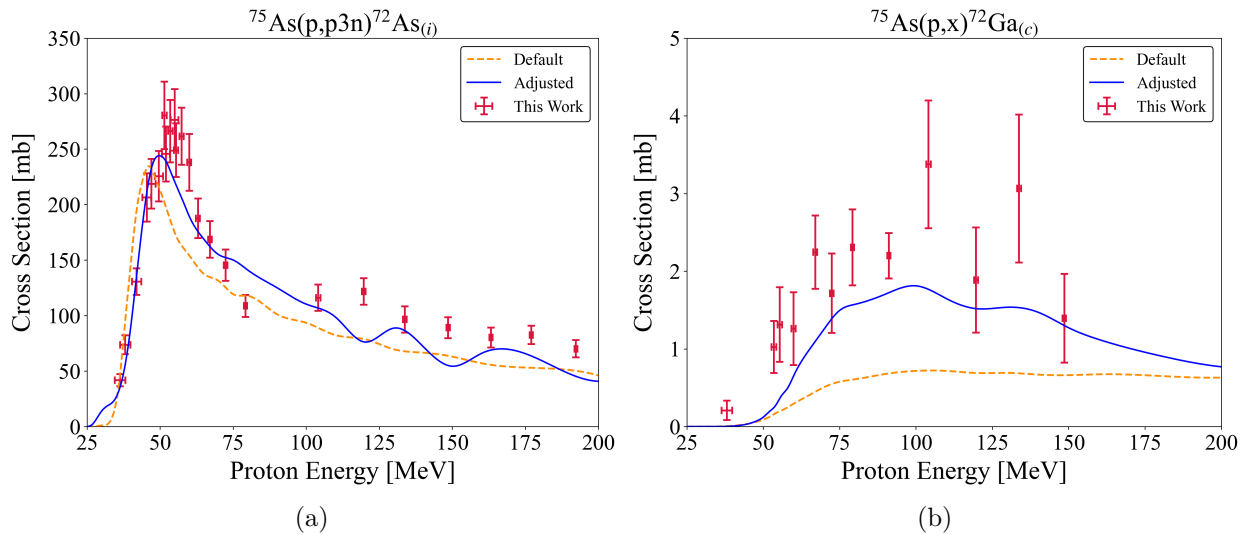 ⁷⁵As(p,p3n)⁷²As₍ᵢ₎
Cross Section [mb]
350
300
250
200
150
100
50
0
Default
Adjusted
This Work
25
50
75
100
125
150
175
200
Proton Energy [MeV]
(a)
⁷⁵As(p,x)⁷²Ga₍c₎
Cross Section [mb]
5
4
3
2
1
0
Default
Adjusted
This Work
25
50
75
100
125
150
175
200
Proton Energy [MeV]
(b)